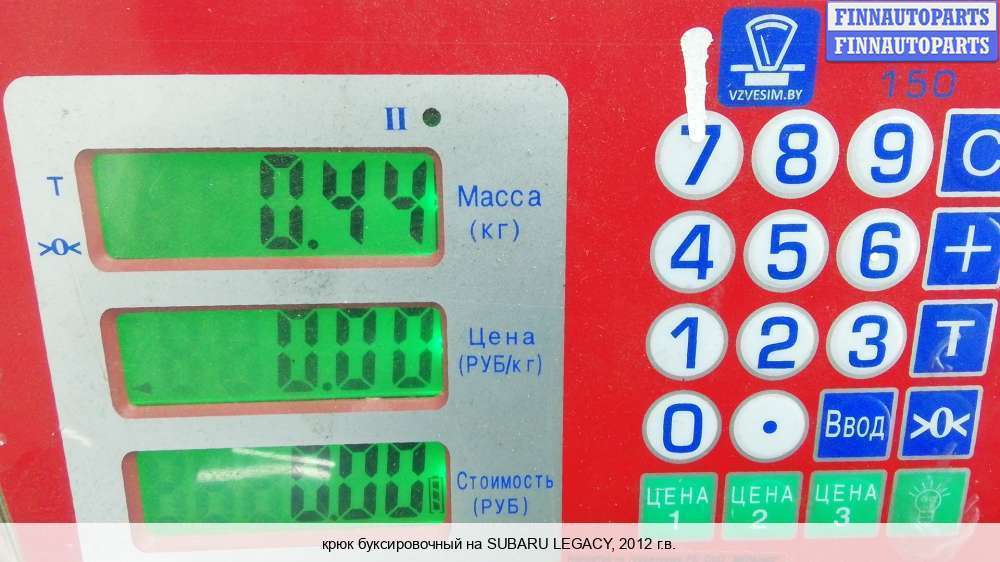 FINNAUTOPARTS
FINNAUTOPARTS
VZVESIM.BY
150
II
T
>0<
0.44
Масса
(кг)
0.00
Цена
(РУБ/кг)
0.00
Стоимость
(РУБ)
7 8 9 C
4 5 6 +
1 2 3 T
0 . Ввод >0<
ЦЕНА 1
ЦЕНА 2
ЦЕНА 3
крюк буксировочный на SUBARU LEGACY, 2012 г.в.